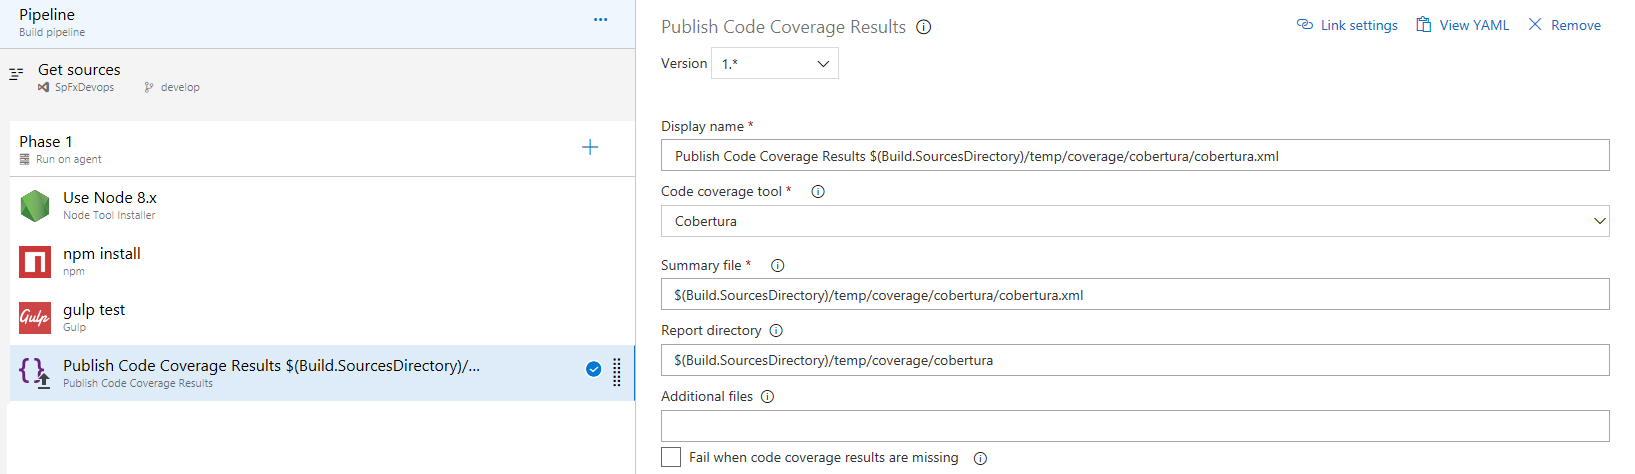 Pipeline
Build pipeline
...
Get sources
SpFxDevops
develop
Phase 1
Run on agent
Use Node 8.x
Node Tool Installer
npm install
npm
gulp test
Gulp
Gulp
Publish Code Coverage Results $(Build.SourcesDirectory)/...
Publish Code Coverage Results
Publish Code Coverage Results
Link settings
View YAML
Remove
Version 1.*
Display name *
Publish Code Coverage Results $(Build.SourcesDirectory)/temp/coverage/cobertura/cobertura.xml
Code coverage tool *
Cobertura
Summary file *
$(Build.SourcesDirectory)/temp/coverage/cobertura/cobertura.xml
Report directory
$(Build.SourcesDirectory)/temp/coverage/cobertura
Additional files
Fail when code coverage results are missing